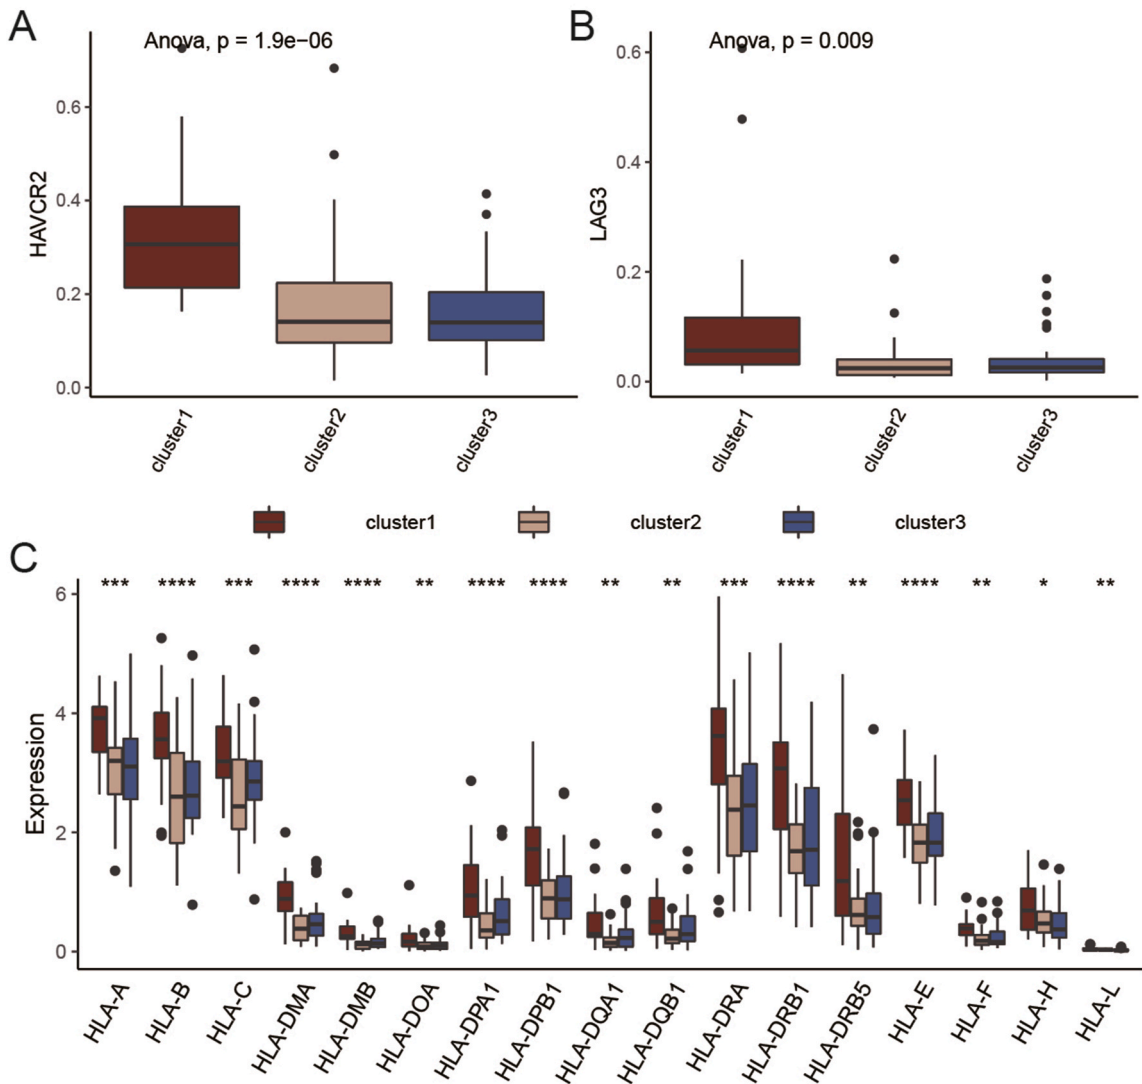 A
Anova, p = 1.9e−06
HAVCR2
0.6
0.4
0.2
0.0
cluster1
cluster2
cluster3
B
Anova, p = 0.009
LAG3
0.6
0.4
0.2
0.0
cluster1
cluster2
cluster3
cluster1 cluster2 cluster3
C
*** **** *** **** **** ** **** **** ** ** *** **** ** **** ** * **
Expression
6
4
2
0
HLA-A
HLA-B
HLA-C
HLA-DMA
HLA-DMB
HLA-DOA
HLA-DPA1
HLA-DPB1
HLA-DQA1
HLA-DQB1
HLA-DRA
HLA-DRB1
HLA-DRB5
HLA-E
HLA-F
HLA-H
HLA-L